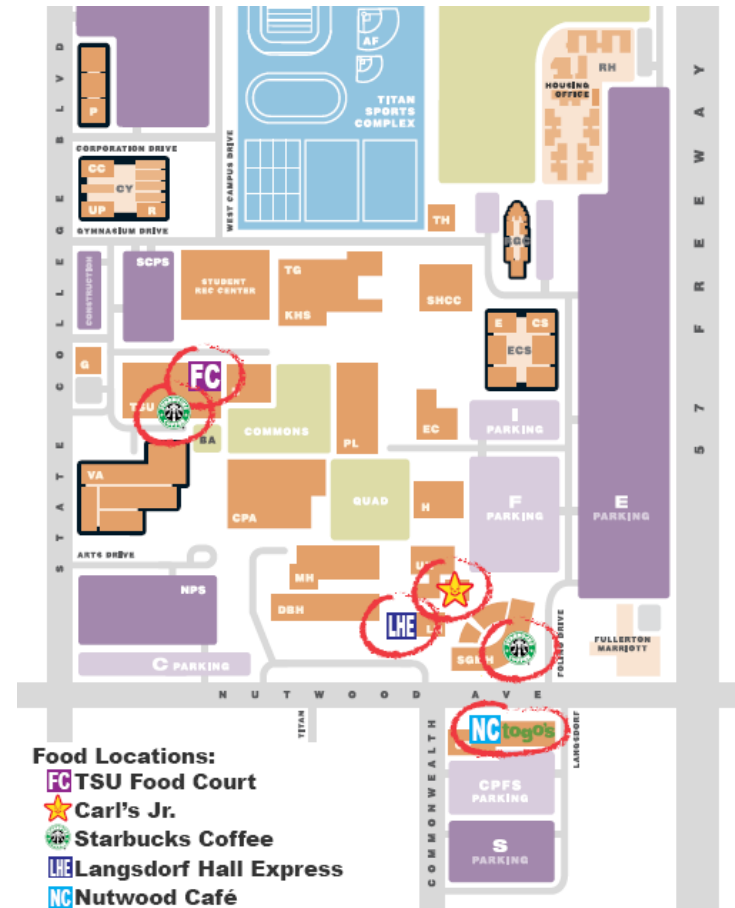 AF
RH
HOUSING
OFFICE
TITAN
SPORTS
COMPLEX
P
STATE COLLEGE BLVD
57 FREEWAY
CORPORATION DRIVE
WEST CAMPUS DRIVE
CC
CY
UP
R
GYMNASIUM DRIVE
TH
RGC
CONSTRUCTION
SCPS
STUDENT
REC CENTER
TG
KHS
SHCC
E
CS
ECS
G
FC
TSU
STARBUCKS
COFFEE
BA
COMMONS
PL
EC
I
PARKING
VA
CPA
QUAD
H
F
PARKING
E
PARKING
ARTS DRIVE
NPS
MH
DBH
LHE
FOLINO DRIVE
FULLERTON
MARRIOTT
C PARKING
NUTWOOD AVE
TITAN
COMMONWEALTH
LANGSDORF
NC togo's
CPFS
PARKING
S
PARKING
Food Locations:
FC TSU Food Court
Carl's Jr.
Starbucks Coffee
LHE Langsdorf Hall Express
NC Nutwood Café